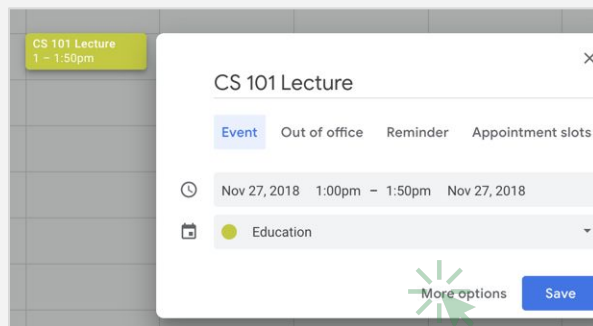 CS 101 Lecture
1 – 1:50pm
CS 101 Lecture
Event Out of office Reminder Appointment slots
Nov 27, 2018 1:00pm – 1:50pm Nov 27, 2018
Education
More options Save